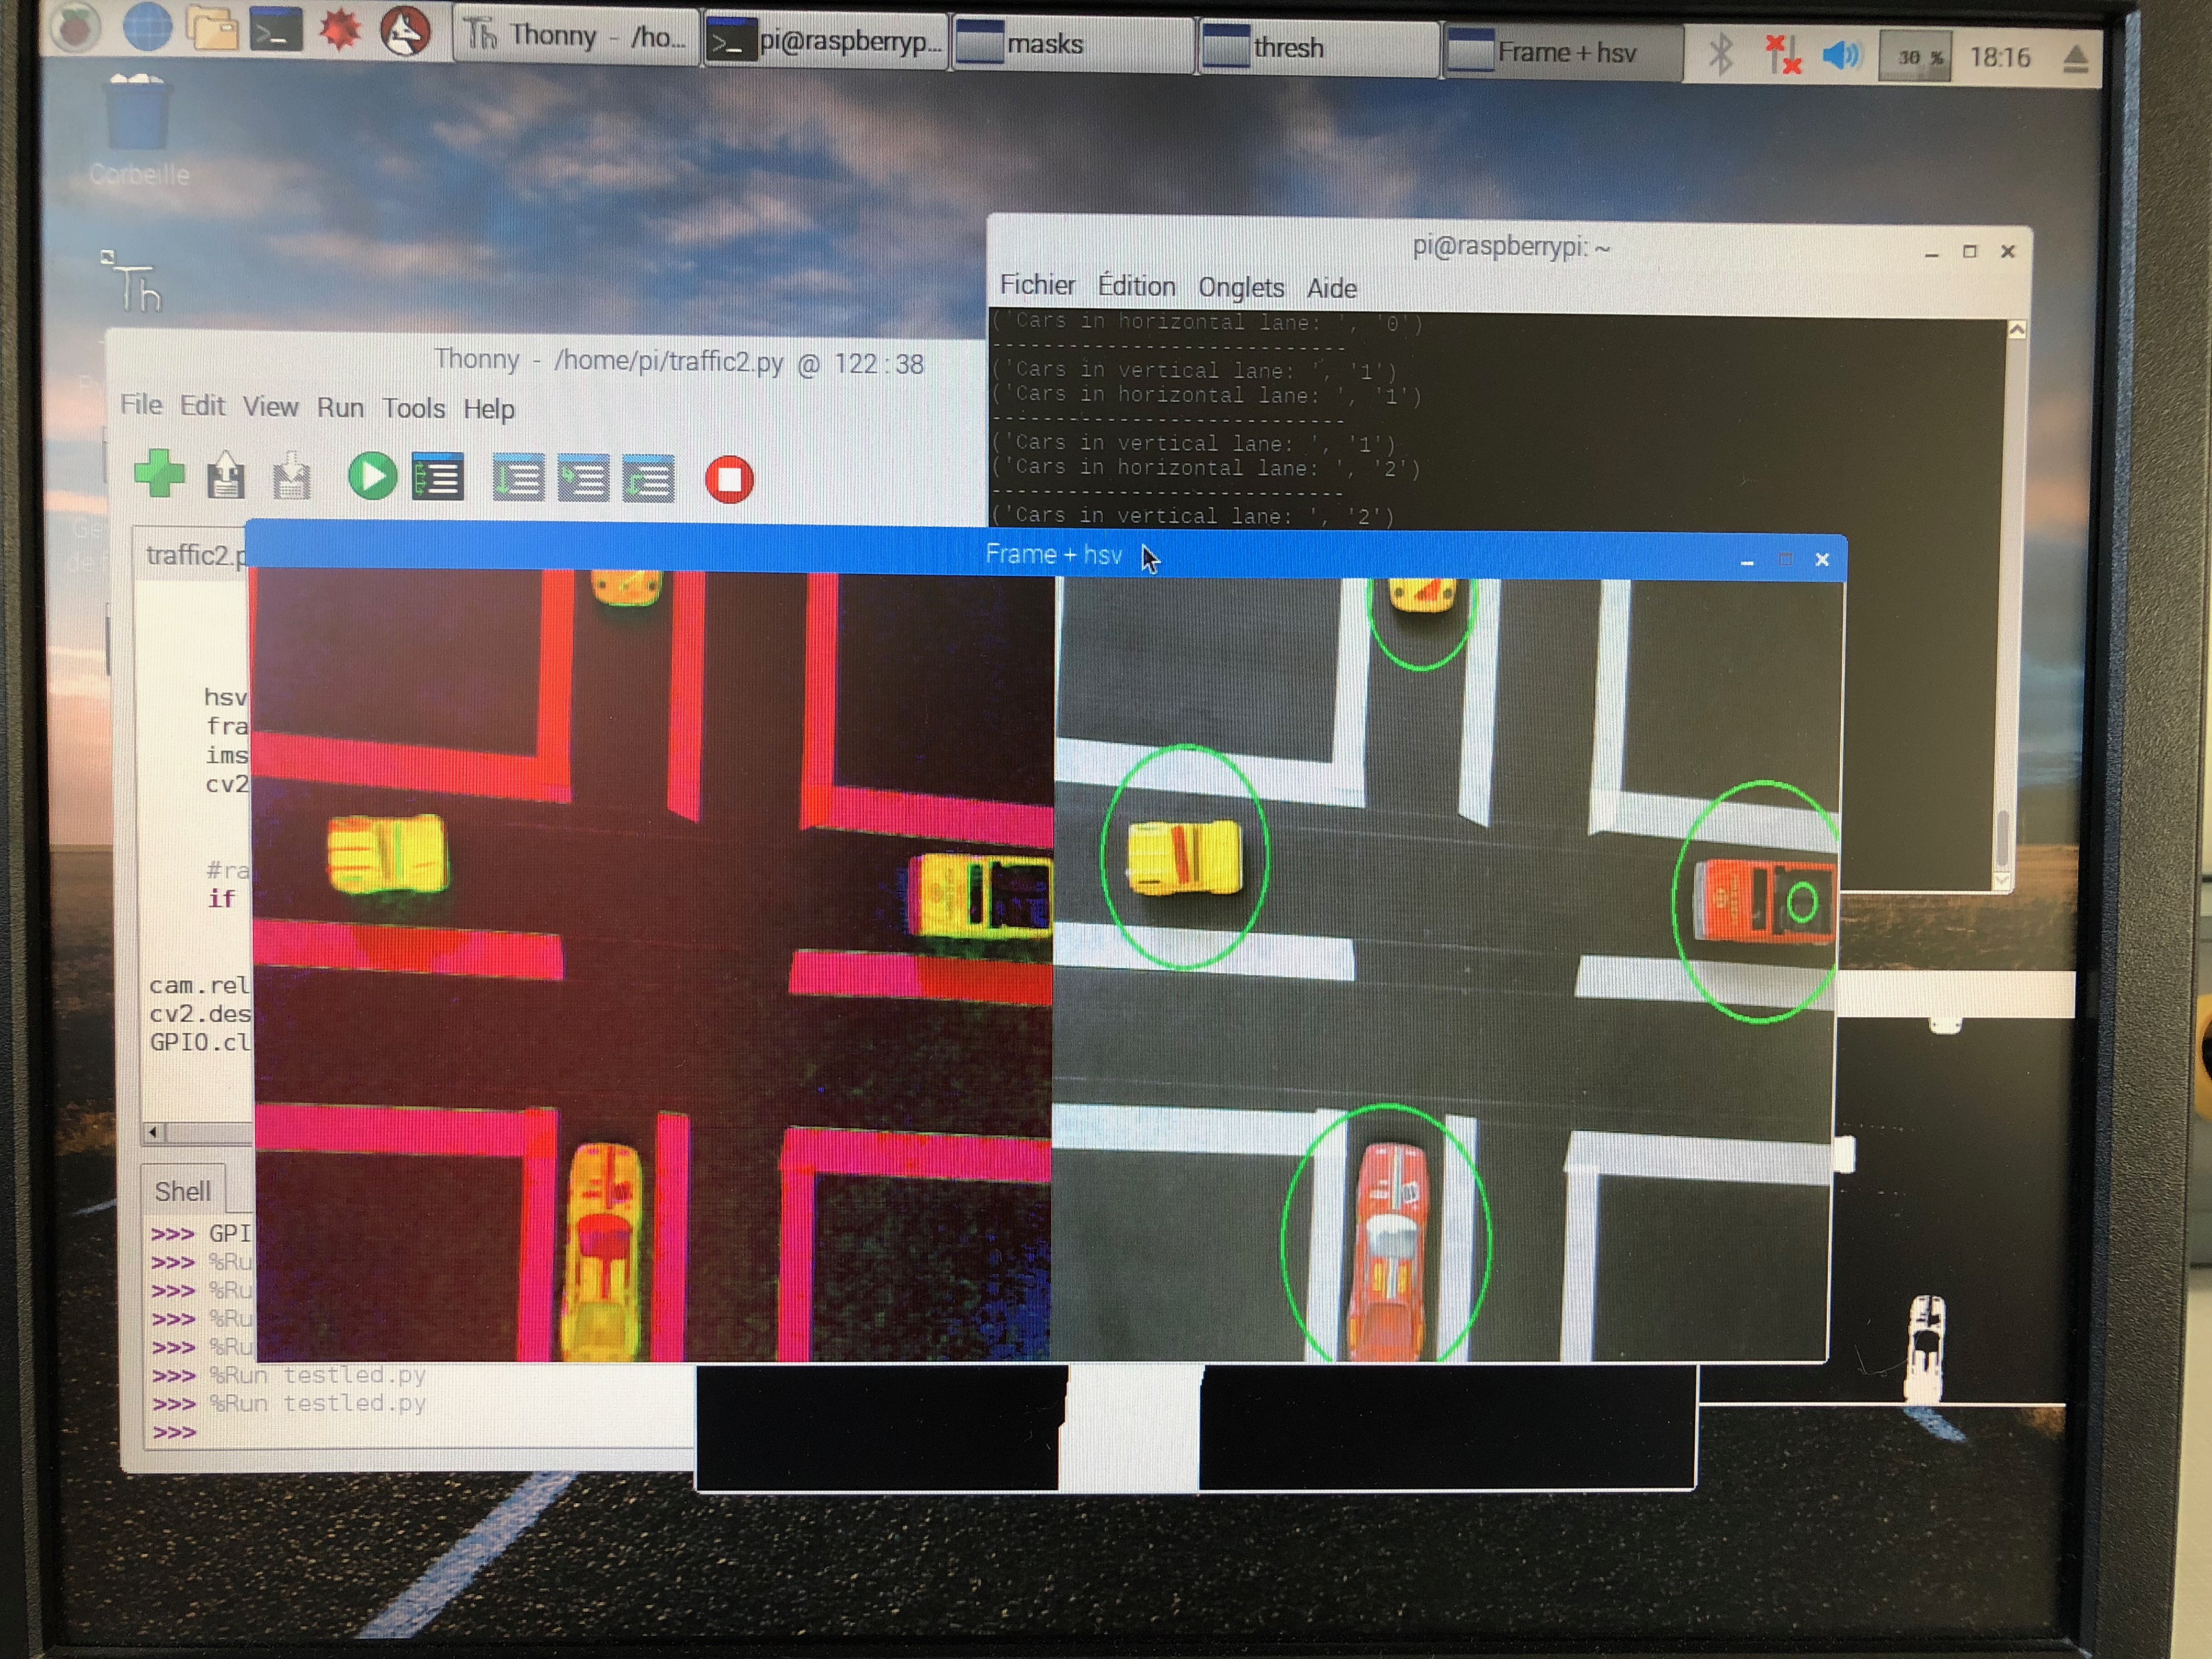 Thonny - /ho...
pi@raspberryp...
masks
thresh
Frame + hsv
30 %
18:16
Corbeille
Th
pi@raspberrypi: ~
Fichier Édition Onglets Aide
('Cars in horizontal lane: ', '0')
---------------------------
('Cars in vertical lane: ', '1')
('Cars in horizontal lane: ', '1')
---------------------------
('Cars in vertical lane: ', '1')
('Cars in horizontal lane: ', '2')
---------------------------
('Cars in vertical lane: ', '2')
Thonny - /home/pi/traffic2.py @ 122:38
File Edit View Run Tools Help
traffic2.p
Frame + hsv
hsv
fra
ims
cv2
#ra
if
cam.rel
cv2.des
GPIO.cl
Shell
>>> GPI
>>> %Ru
>>> %Ru
>>> %Ru
>>> %Ru
>>> %Run testled.py
>>> %Run testled.py
>>>